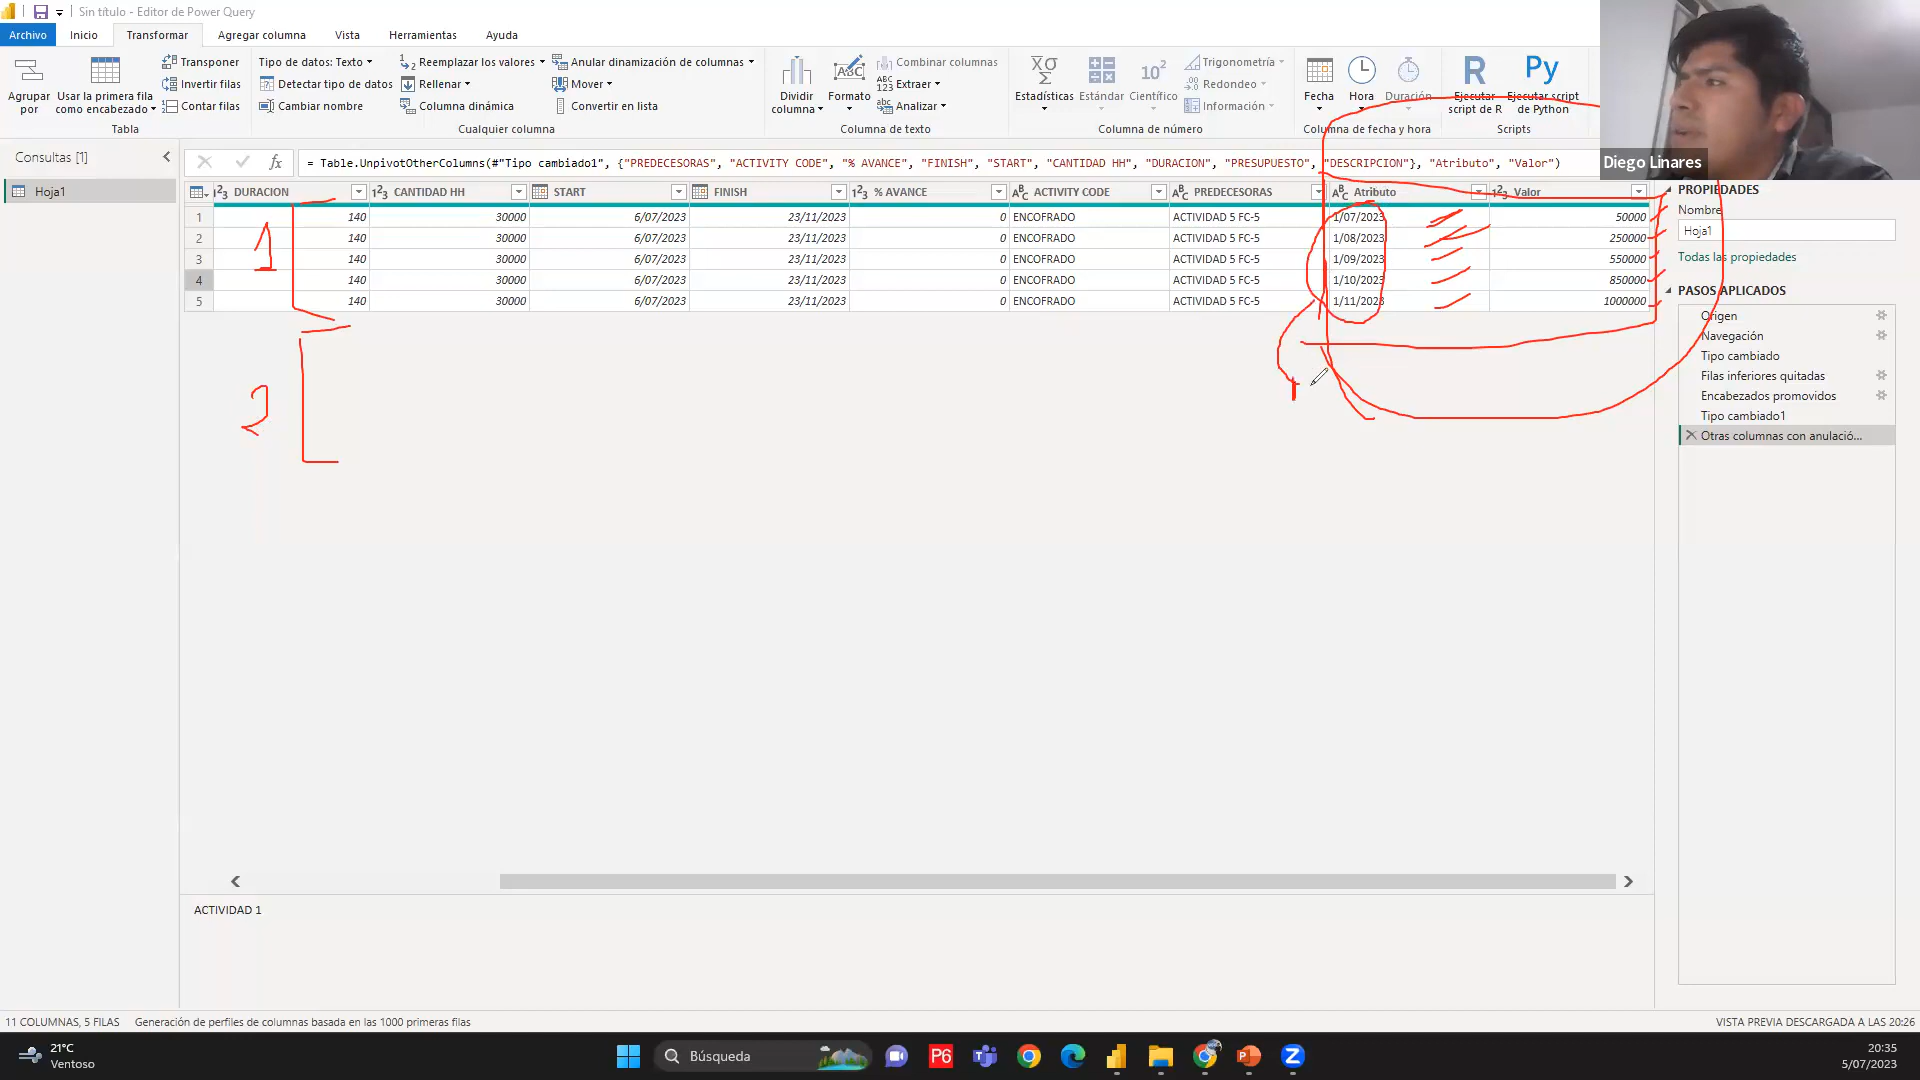 Sin título - Editor de Power Query
Archivo Inicio Transformar Agregar columna Vista Herramientas Ayuda
Agrupar por
Usar la primera fila como encabezado
Transponer
Invertir filas
Contar filas
Tabla
Tipo de datos: Texto
Detectar tipo de datos
Cambiar nombre
Reemplazar los valores
Rellenar
Columna dinámica
Anular dinamización de columnas
Mover
Convertir en lista
Cualquier columna
Dividir columna
Formato
Combinar columnas
Extraer
Analizar
Columna de texto
Estadísticas
Estándar
Científico
Trigonometría
Redondeo
Información
Columna de número
Fecha
Hora
Duración
Columna de fecha y hora
Ejecutar script de R
Ejecutar script de Python
Scripts
Diego Linares
Consultas [1]
Hoja1
= Table.UnpivotOtherColumns(#"Tipo cambiado1", {"PREDECESORAS", "ACTIVITY CODE", "% AVANCE", "FINISH", "START", "CANTIDAD HH", "DURACION", "PRESUPUESTO", "DESCRIPCION"}, "Atributo", "Valor")
DURACION CANTIDAD HH START FINISH % AVANCE ACTIVITY CODE PREDECESORAS Atributo Valor
1 140 30000 6/07/2023 23/11/2023 0 ENCOFRADO ACTIVIDAD 5 FC-5 1/07/2023 50000
2 140 30000 6/07/2023 23/11/2023 0 ENCOFRADO ACTIVIDAD 5 FC-5 1/08/2023 250000
3 140 30000 6/07/2023 23/11/2023 0 ENCOFRADO ACTIVIDAD 5 FC-5 1/09/2023 550000
4 140 30000 6/07/2023 23/11/2023 0 ENCOFRADO ACTIVIDAD 5 FC-5 1/10/2023 850000
5 140 30000 6/07/2023 23/11/2023 0 ENCOFRADO ACTIVIDAD 5 FC-5 1/11/2023 1000000
1
2
PROPIEDADES
Nombre
Hoja1
Todas las propiedades
PASOS APLICADOS
Origen
Navegación
Tipo cambiado
Filas inferiores quitadas
Encabezados promovidos
Tipo cambiado1
Otras columnas con anulació...
ACTIVIDAD 1
11 COLUMNAS, 5 FILAS Generación de perfiles de columnas basada en las 1000 primeras filas VISTA PREVIA DESCARGADA A LAS 20:26
21°C
Ventoso
Búsqueda
20:35
5/07/2023